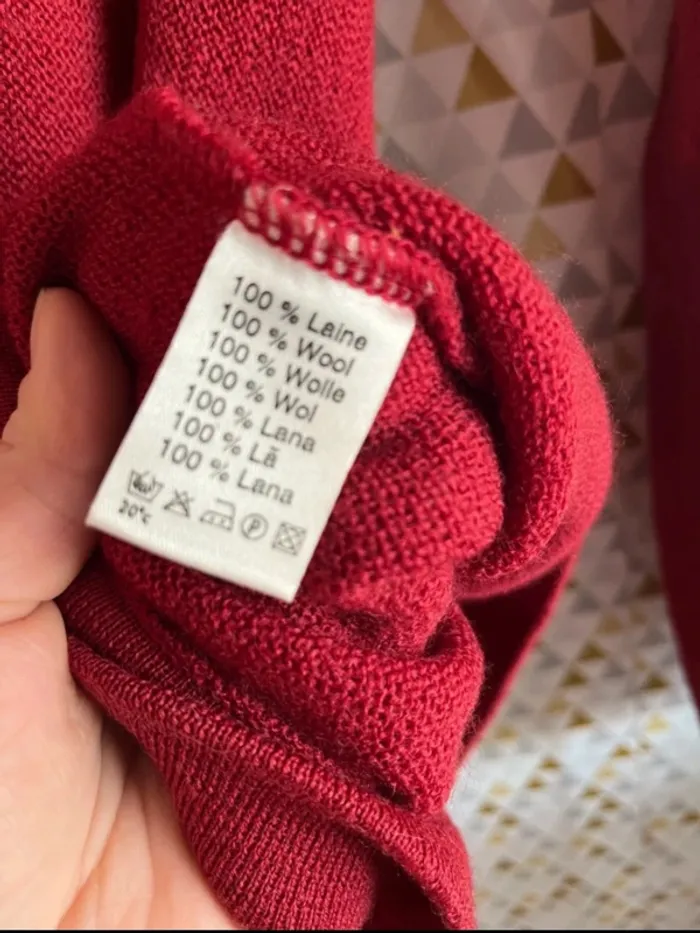 100 % Laine
100 % Wool
100 % Wolle
100 % Wol
100 % Lana
100 % Lã
100 % Lana
20°c P